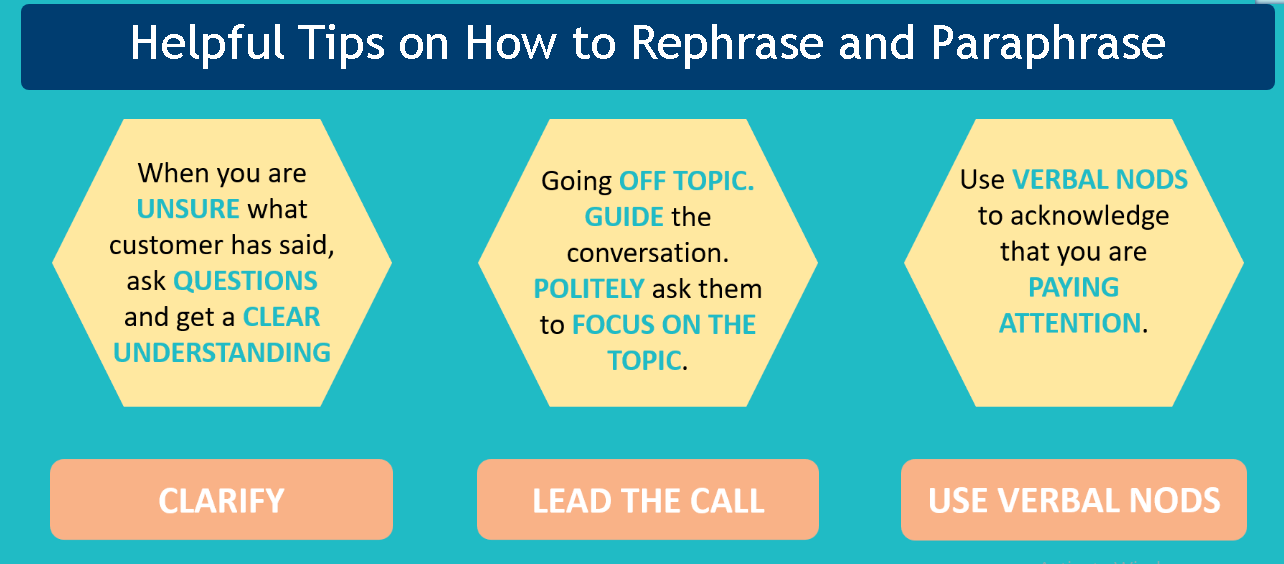 Helpful Tips on How to Rephrase and Paraphrase
When you are
UNSURE what
customer has said,
ask QUESTIONS
and get a CLEAR
UNDERSTANDING
Going OFF TOPIC.
GUIDE the
conversation.
POLITELY ask them
to FOCUS ON THE
TOPIC.
Use VERBAL NODS
to acknowledge
that you are
PAYING
ATTENTION.
CLARIFY
LEAD THE CALL
USE VERBAL NODS